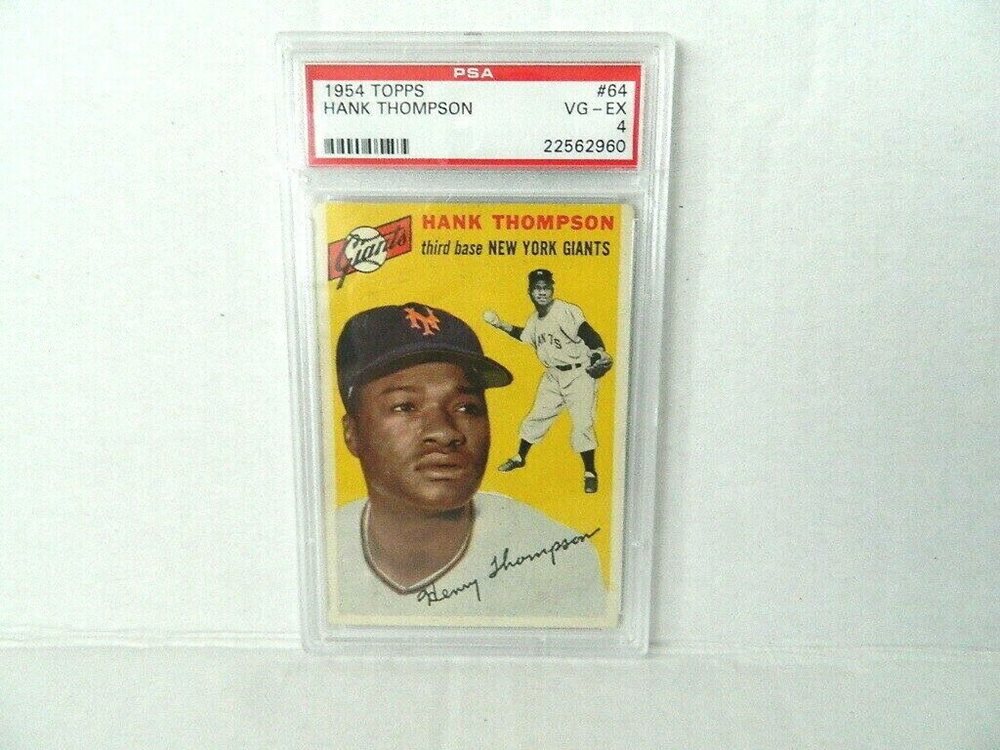 PSA
1954 TOPPS #64
HANK THOMPSON VG-EX
4
22562960
Giants
HANK THOMPSON
third base NEW YORK GIANTS
NY
ANTS
Henry Thompson